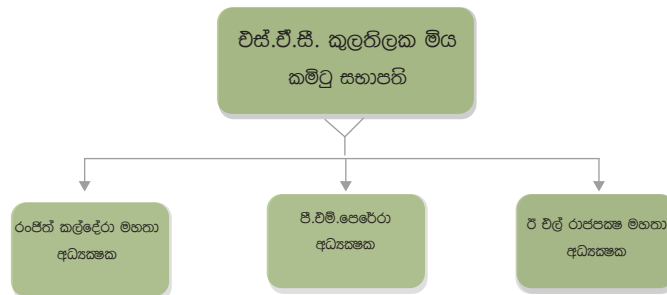 එස්.ඒ.සී. කුලතිලක මිය
කමිටු සභාපති
රංජිත් කල්දේරා මහතා
අධ්‍යක්ෂක
පී.එම්.පෙරේරා
අධ්‍යක්ෂක
ඊ එල් රාජපක්ෂ මහතා
අධ්‍යක්ෂක